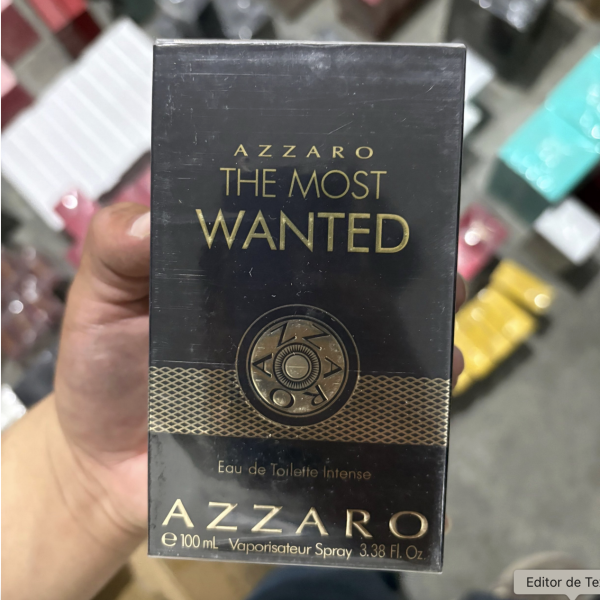 AZZARO
THE MOST
WANTED
AZZARO
Eau de Toilette Intense
AZZARO
℮ 100 mL Vaporisateur Spray 3.38 Fl. Oz.
Editor de Te